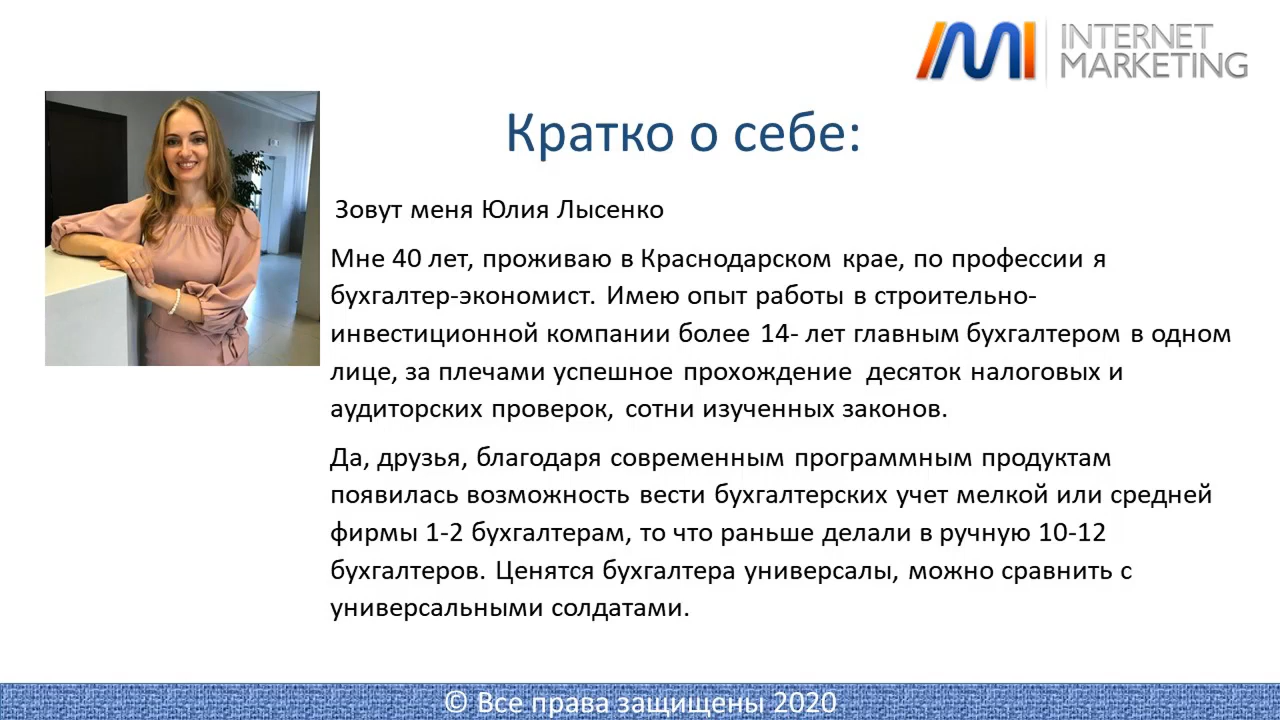 INTERNET
MARKETING
Кратко о себе:
Зовут меня Юлия Лысенко
Мне 40 лет, проживаю в Краснодарском крае, по профессии я
бухгалтер-экономист. Имею опыт работы в строительно-
инвестиционной компании более 14- лет главным бухгалтером в одном
лице, за плечами успешное прохождение десяток налоговых и
аудиторских проверок, сотни изученных законов.
Да, друзья, благодаря современным программным продуктам
появилась возможность вести бухгалтерских учет мелкой или средней
фирмы 1-2 бухгалтерам, то что раньше делали в ручную 10-12
бухгалтеров. Ценятся бухгалтера универсалы, можно сравнить с
универсальными солдатами.
© Все права защищены 2020